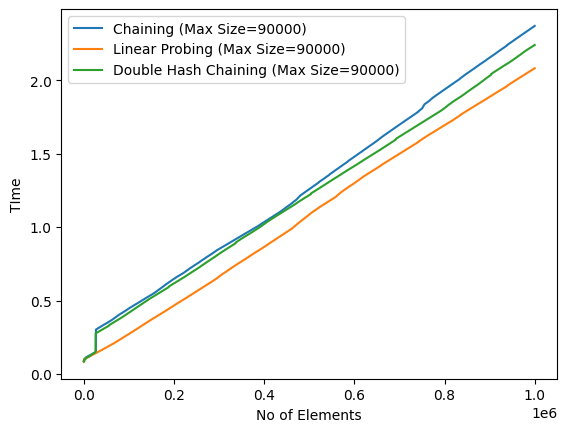 Chaining (Max Size=90000)
Linear Probing (Max Size=90000)
Double Hash Chaining (Max Size=90000)
TIme
2.0
1.5
1.0
0.5
0.0
0.0 0.2 0.4 0.6 0.8 1.0
1e6
No of Elements